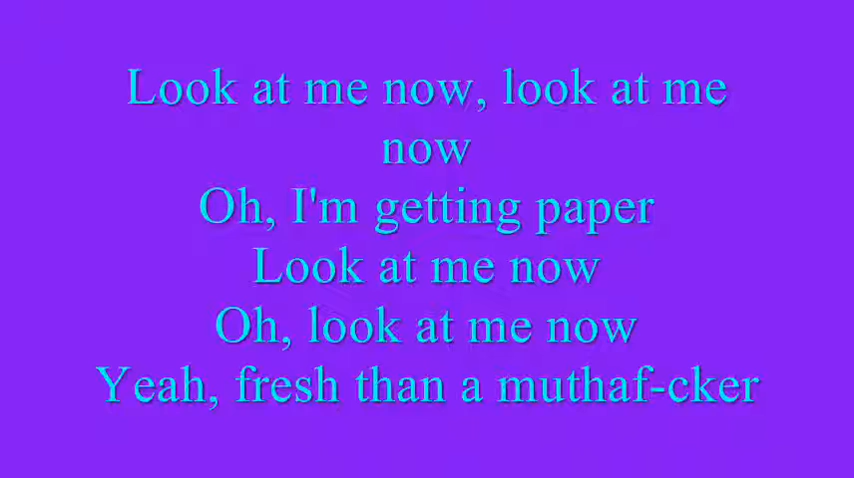 Look at me now, look at me
now
Oh, I'm getting paper
Look at me now
Oh, look at me now
Yeah, fresh than a muthaf-cker